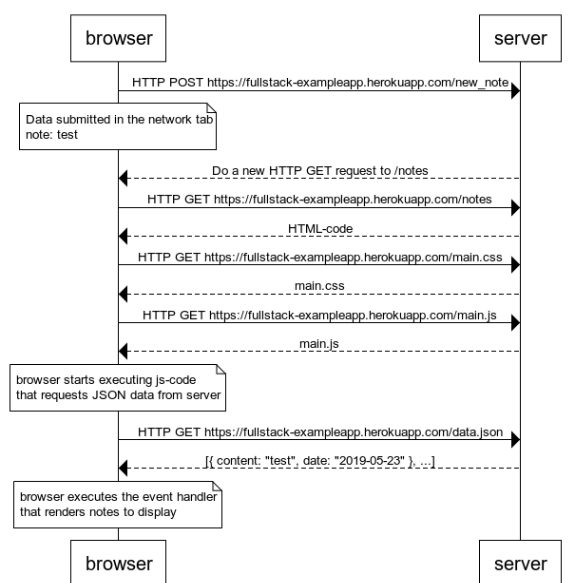 browser server
HTTP POST https://fullstack-exampleapp.herokuapp.com/new_note
Data submitted in the network tab
note: test
Do a new HTTP GET request to /notes
HTTP GET https://fullstack-exampleapp.herokuapp.com/notes
HTML-code
HTTP GET https://fullstack-exampleapp.herokuapp.com/main.css
main.css
HTTP GET https://fullstack-exampleapp.herokuapp.com/main.js
main.js
browser starts executing js-code
that requests JSON data from server
HTTP GET https://fullstack-exampleapp.herokuapp.com/data.json
[{ content: "test", date: "2019-05-23" }, ...]
browser executes the event handler
that renders notes to display
browser server